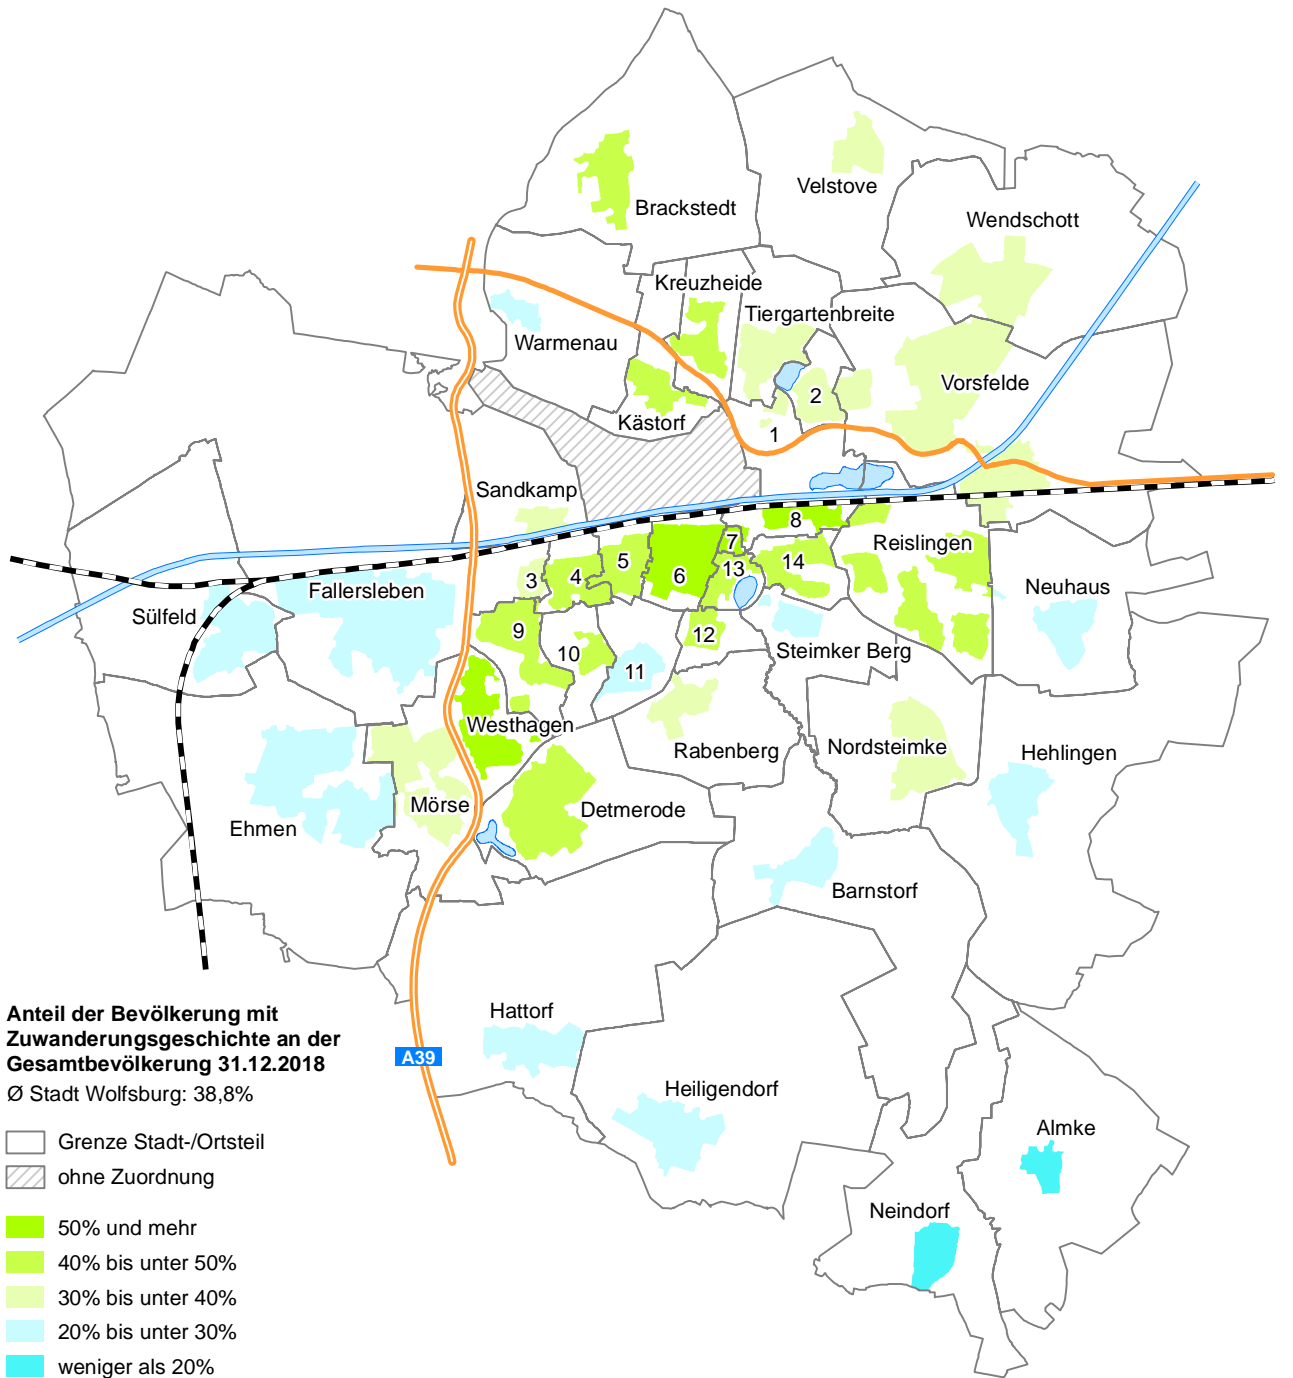 Brackstedt
Velstove
Wendschott
Kreuzheide
Tiergartenbreite
Warmenau
Vorsfelde
2
Kästorf
1
Sandkamp
8
7
Reislingen
5
14
13
6
4
3
Fallersleben
Neuhaus
Sülfeld
9
12
10
Steimker Berg
11
Westhagen
Rabenberg
Nordsteimke
Hehlingen
Mörse
Detmerode
Ehmen
Barnstorf
Hattorf
A39
Heiligendorf
Almke
Neindorf
Anteil der Bevölkerung mit
Zuwanderungsgeschichte an der
Gesamtbevölkerung 31.12.2018
Ø Stadt Wolfsburg: 38,8%
Grenze Stadt-/Ortsteil
ohne Zuordnung
50% und mehr
40% bis unter 50%
30% bis unter 40%
20% bis unter 30%
weniger als 20%